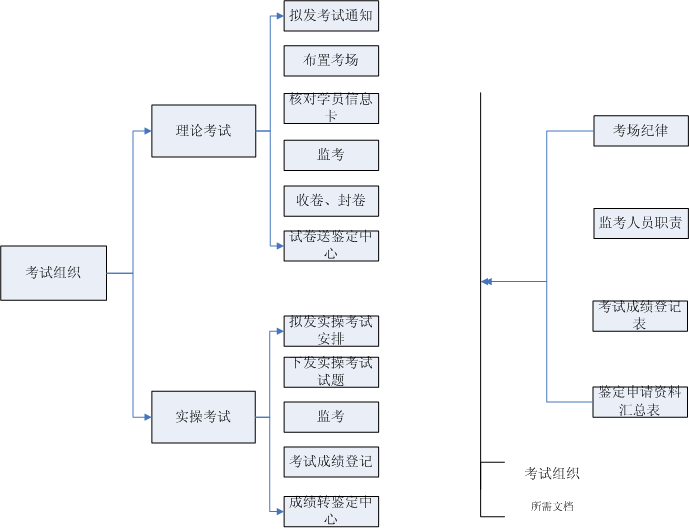 考试组织
理论考试
拟发考试通知
布置考场
核对学员信息
卡
监考
收卷、封卷
试卷送鉴定中
心
实操考试
拟发实操考试
安排
下发实操考试
试题
监考
考试成绩登记
成绩转鉴定中
心
考场纪律
监考人员职责
考试成绩登记
表
鉴定申请资料
汇总表
考试组织
所需文档